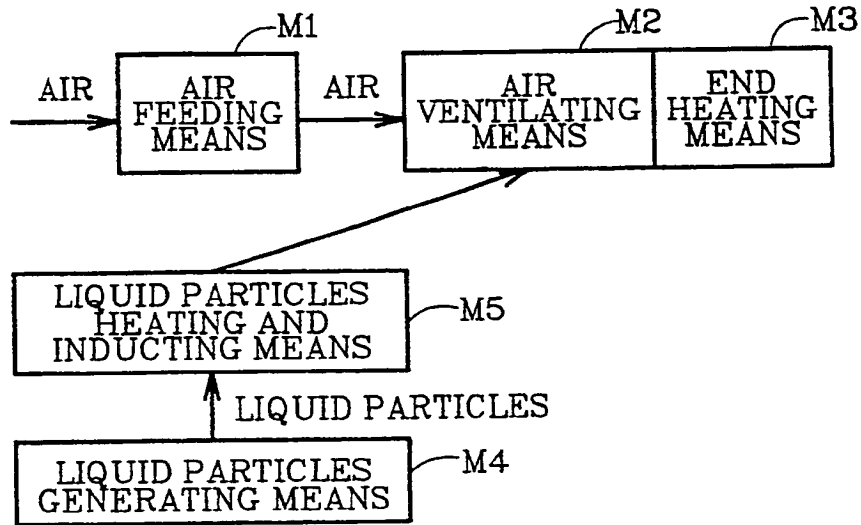 M1
M2
M3
AIR
AIR
FEEDING
MEANS
AIR
AIR
VENTILATING
MEANS
END
HEATING
MEANS
LIQUID PARTICLES
HEATING AND
INDUCTING MEANS
M5
LIQUID PARTICLES
LIQUID PARTICLES
GENERATING MEANS
M4